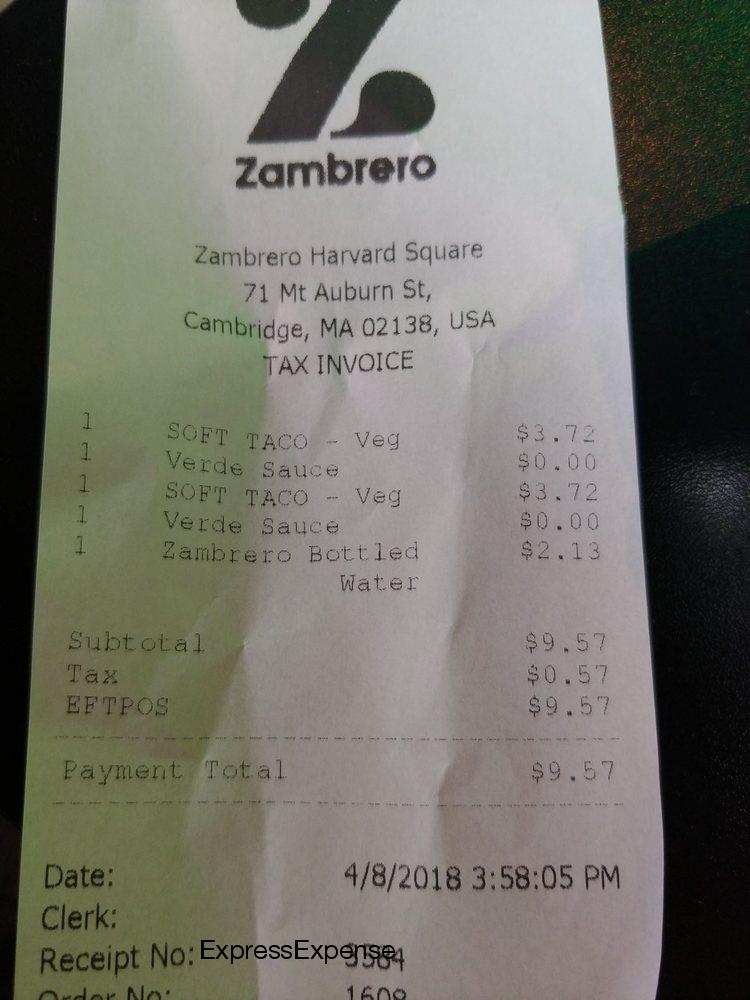 Zambrero
Zambrero Harvard Square
71 Mt Auburn St,
Cambridge, MA 02138, USA
TAX INVOICE
1 SOFT TACO - Veg $3.72
1 Verde Sauce $0.00
1 SOFT TACO - Veg $3.72
1 Verde Sauce $0.00
1 Zambrero Bottled $2.13
Water
Subtotal $9.57
Tax $0.57
EFTPOS $9.57
Payment Total $9.57
Date: 4/8/2018 3:58:05 PM
Clerk:
Receipt No: ExpressExpense
Order No: 1608